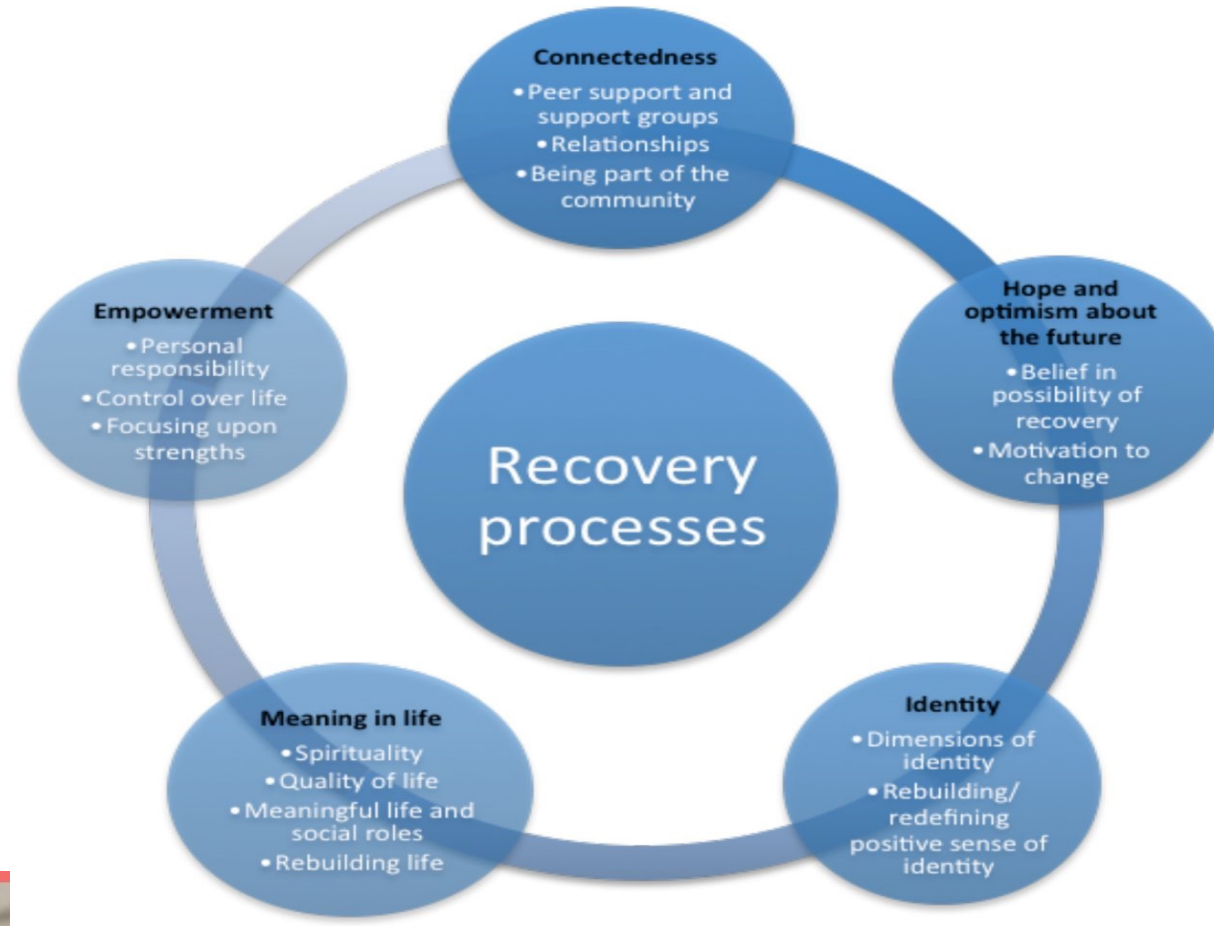 Connectedness
•Peer support and
support groups
•Relationships
•Being part of the
community
Hope and
optimism about
the future
•Belief in
possibility of
recovery
•Motivation to
change
Identity
•Dimensions of
identity
•Rebuilding/
redefining
positive sense of
identity
Meaning in life
•Spirituality
•Quality of life
•Meaningful life and
social roles
•Rebuilding life
Empowerment
•Personal
responsibility
•Control over life
•Focusing upon
strengths
Recovery
processes